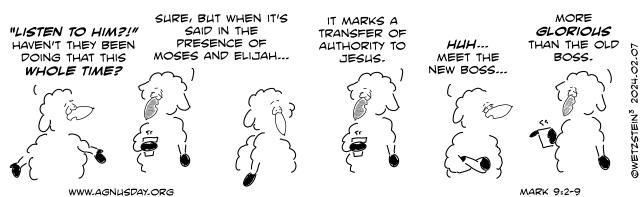 "LISTEN TO HIM?!"
HAVEN'T THEY BEEN
DOING THAT THIS
WHOLE TIME?
SURE, BUT WHEN IT'S
SAID IN THE
PRESENCE OF
MOSES AND ELIJAH...
IT MARKS A
TRANSFER OF
AUTHORITY TO
JESUS.
HUH...
MEET THE
NEW BOSS...
MORE
GLORIOUS
THAN THE OLD
BOSS.
©WETZSTEIN³ 2024.02.07
WWW.AGNUSDAY.ORG
MARK 9:2-9